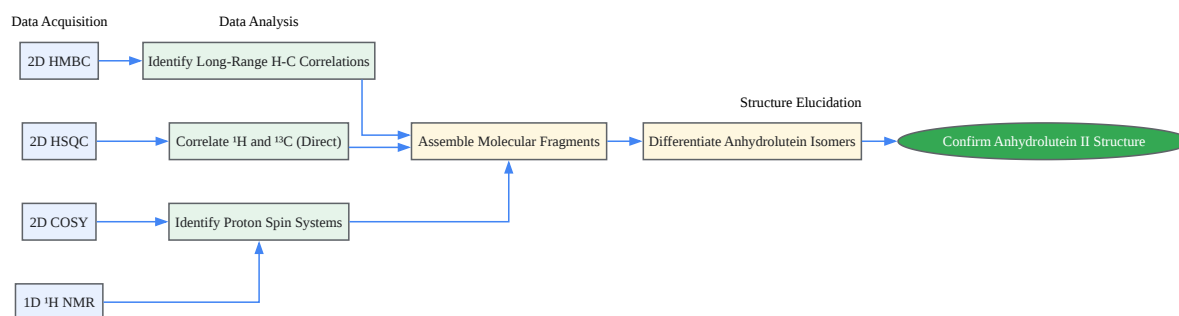 Data Acquisition
Data Analysis
2D HMBC
Identify Long-Range H-C Correlations
Structure Elucidation
2D HSQC
Correlate ¹H and ¹³C (Direct)
Assemble Molecular Fragments
Differentiate Anhydrolutein Isomers
Confirm Anhydrolutein II Structure
2D COSY
Identify Proton Spin Systems
1D ¹H NMR